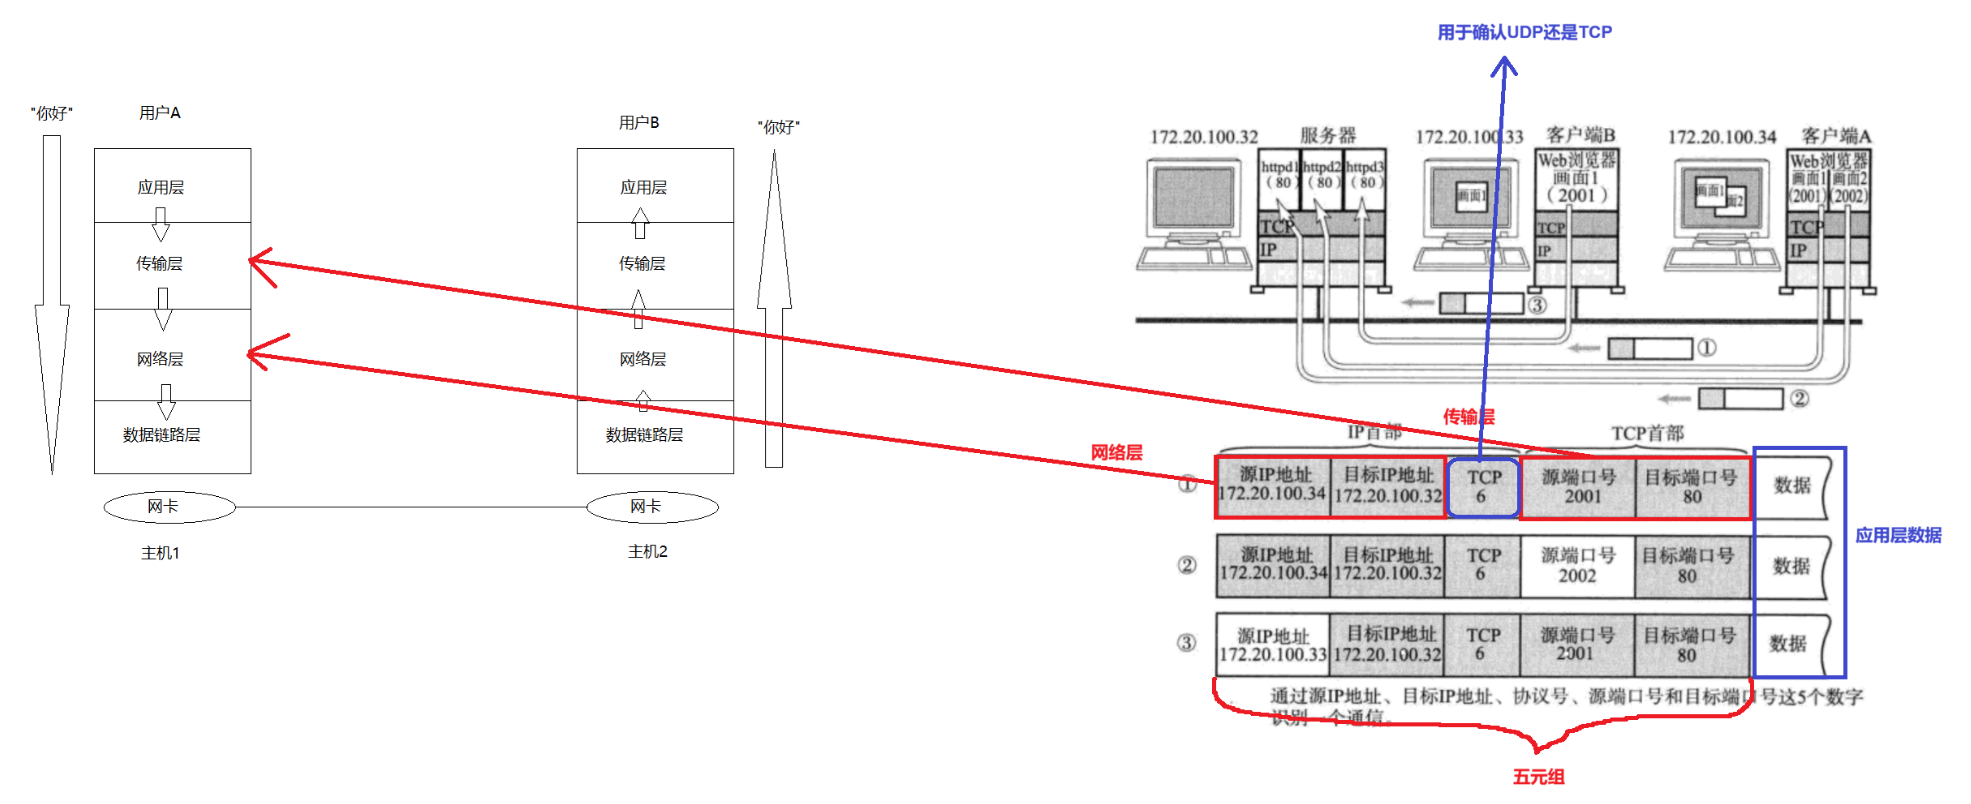 用于确认UDP还是TCP
"你好"
用户A
应用层
传输层
网络层
数据链路层
网卡
主机1
用户B
"你好"
应用层
传输层
网络层
数据链路层
网卡
主机2
172.20.100.32
服务器
httpd1
(80)
httpd2
(80)
httpd3
(80)
TCP
IP
172.20.100.33
客户端B
画面1
Web浏览器
画面1
(2001)
TCP
IP
172.20.100.34
客户端A
画面1
面2
Web浏览器
画面1 画面2
(2001) (2002)
TCP
IP
③
①
②
传输层
网络层
IP首部
TCP首部
①
源IP地址
172.20.100.34
目标IP地址
172.20.100.32
TCP
6
源端口号
2001
目标端口号
80
数据
应用层数据
②
源IP地址
172.20.100.34
目标IP地址
172.20.100.32
TCP
6
源端口号
2002
目标端口号
80
数据
③
源IP地址
172.20.100.33
目标IP地址
172.20.100.32
TCP
6
源端口号
2001
目标端口号
80
数据
通过源IP地址、目标IP地址、协议号、源端口号和目标端口号这5个数字
识别一个通信。
五元组